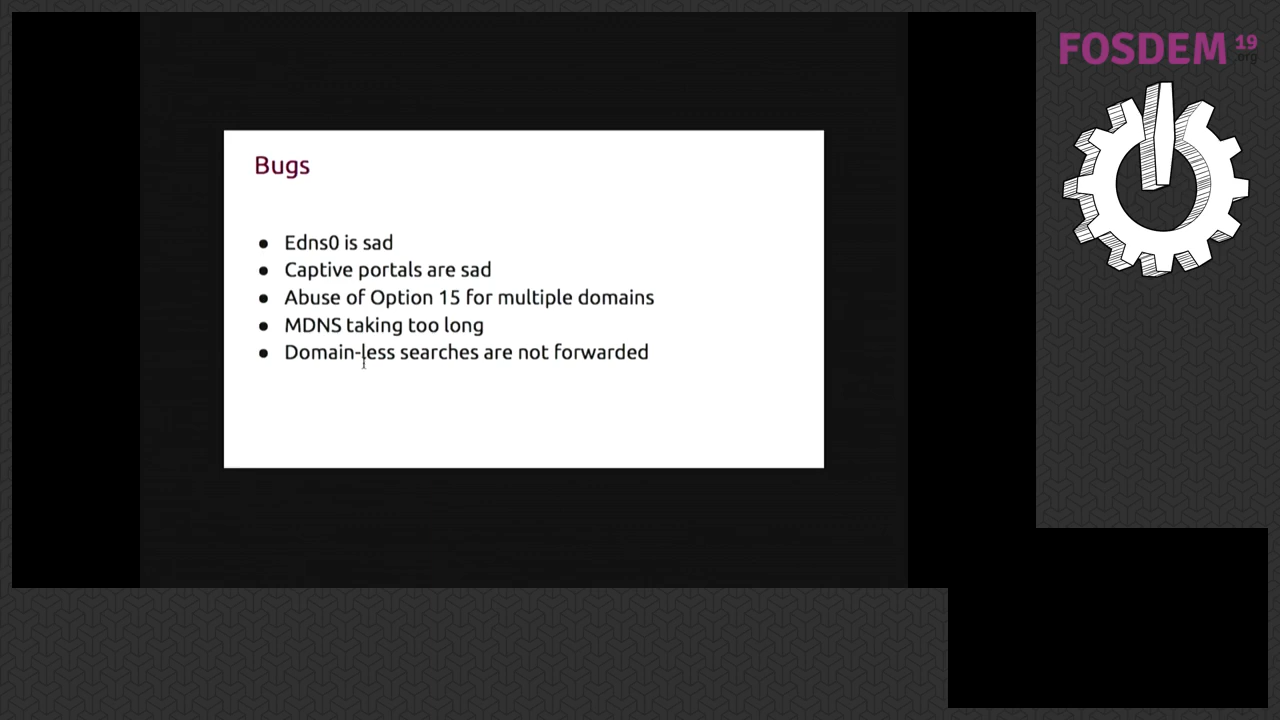 FOSDEM 19
.org
Bugs
● Edns0 is sad
● Captive portals are sad
● Abuse of Option 15 for multiple domains
● MDNS taking too long
● Domain-less searches are not forwarded